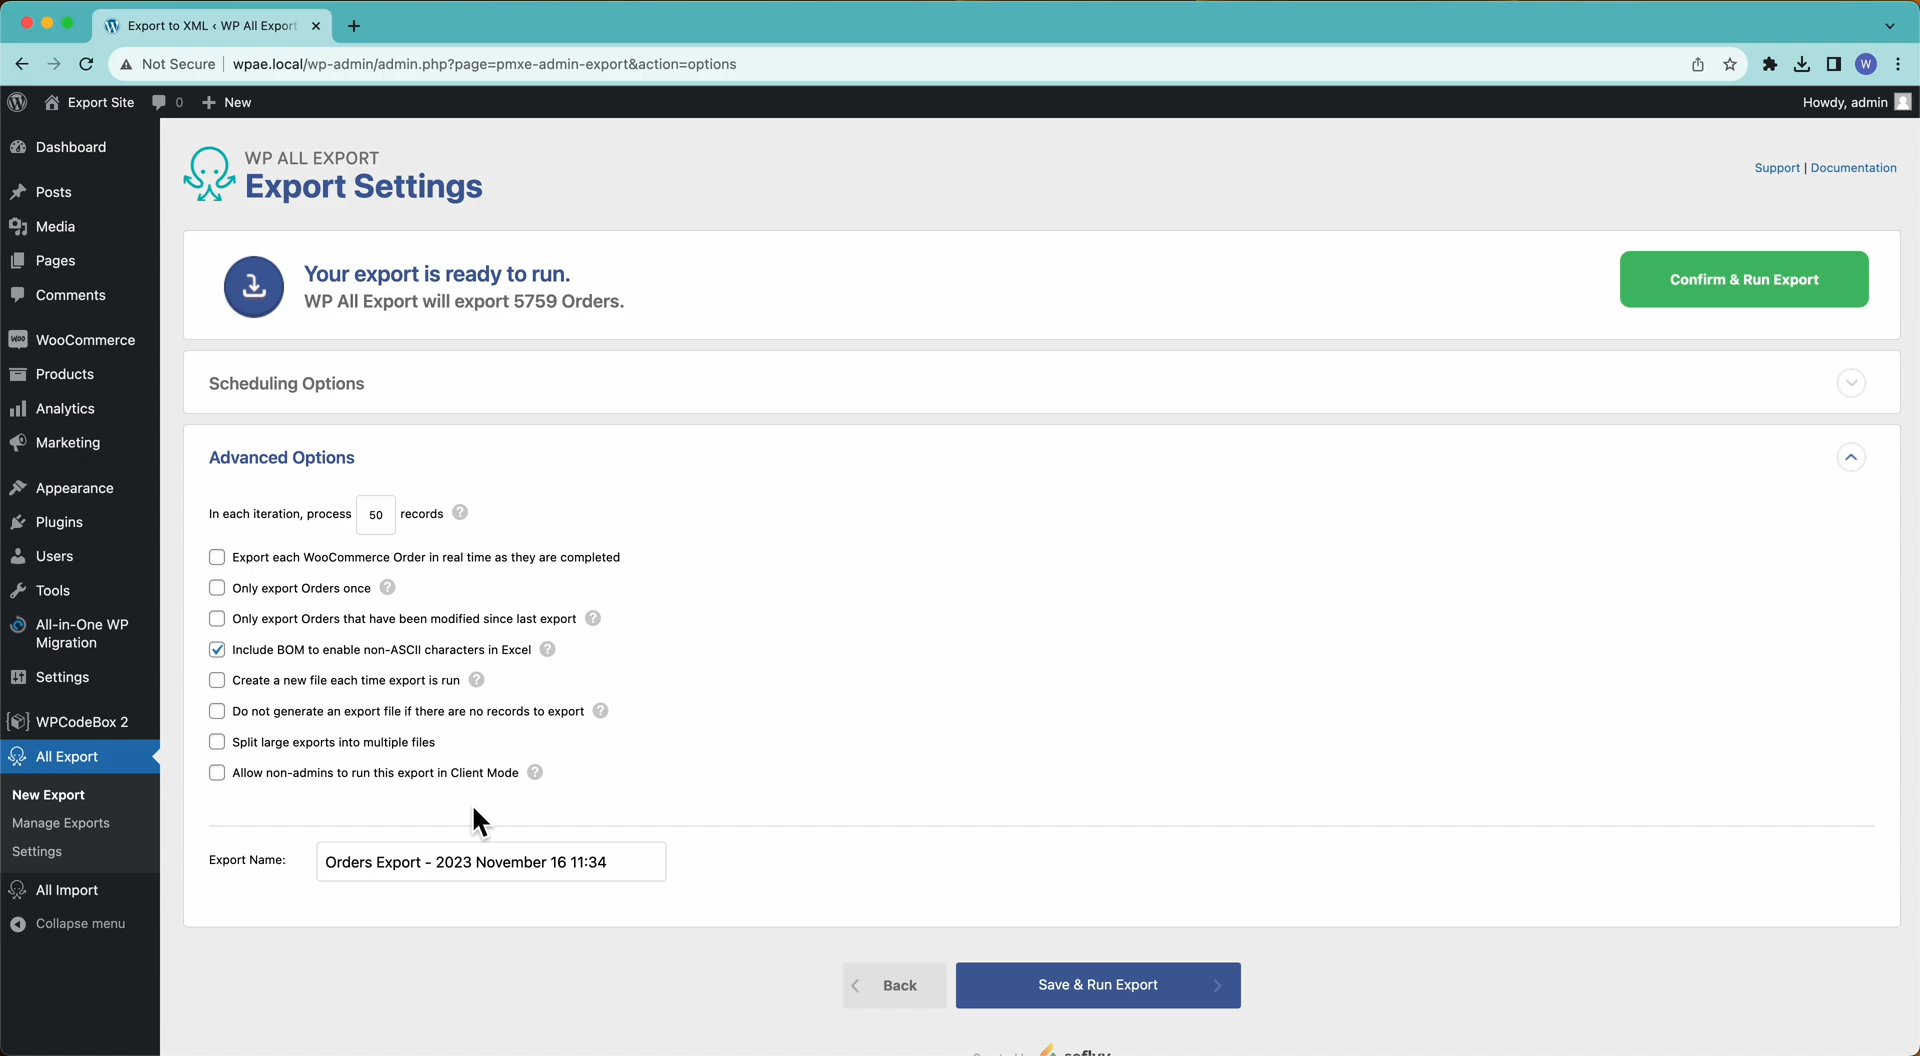 Export to XML ‹ WP All Export
Not Secure
wpae.local/wp-admin/admin.php?page=pmxe-admin-export&action=options
W
Export Site
0
New
Howdy, admin
Dashboard
Posts
Media
Pages
Comments
WooCommerce
Products
Analytics
Marketing
Appearance
Plugins
Users
Tools
All-in-One WP
Migration
Settings
WPCodeBox 2
All Export
New Export
Manage Exports
Settings
All Import
Collapse menu
WP ALL EXPORT
Export Settings
Support | Documentation
Your export is ready to run.
WP All Export will export 5759 Orders.
Confirm & Run Export
Scheduling Options
Advanced Options
In each iteration, process 50 records ?
Export each WooCommerce Order in real time as they are completed
Only export Orders once ?
Only export Orders that have been modified since last export ?
Include BOM to enable non-ASCII characters in Excel ?
Create a new file each time export is run ?
Do not generate an export file if there are no records to export ?
Split large exports into multiple files
Allow non-admins to run this export in Client Mode ?
Export Name: Orders Export - 2023 November 16 11:34
Back
Save & Run Export